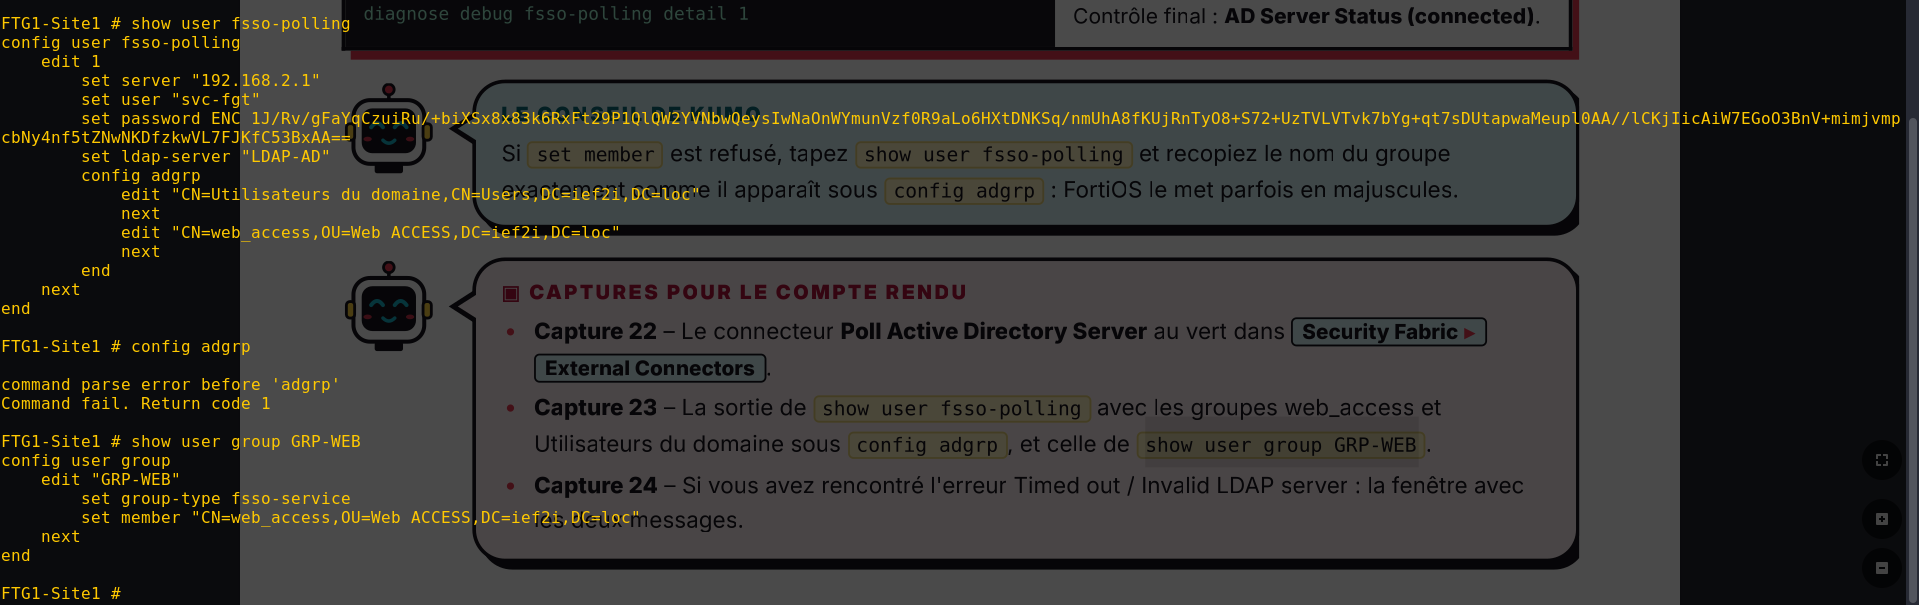 diagnose debug fsso-polling detail 1
Contrôle final : AD Server Status (connected).
FTG1-Site1 # show user fsso-polling
config user fsso-polling
edit 1
set server "192.168.2.1"
set user "svc-fgt"
set password ENC 1J/Rv/gFaYqCzuiRu/+biXSx8x83k6RxFt29P1QlQW2YVNbwQeysIwNaOnWYmunVzf0R9aLo6HXtDNKSq/nmUhA8fKUjRnTyO8+S72+UzTVLVTvk7bYg+qt7sDUtapwaMeupl0AA//lCKjIicAiW7EGoO3BnV+mimjvmp
cbNy4nf5tZNwNKDfzkwVL7FJKfC53BxAA==
set ldap-server "LDAP-AD"
config adgrp
edit "CN=Utilisateurs du domaine,CN=Users,DC=ief2i,DC=loc"
next
edit "CN=web_access,OU=Web ACCESS,DC=ief2i,DC=loc"
next
end
next
end
FTG1-Site1 # config adgrp
command parse error before 'adgrp'
Command fail. Return code 1
FTG1-Site1 # show user group GRP-WEB
config user group
edit "GRP-WEB"
set group-type fsso-service
set member "CN=web_access,OU=Web ACCESS,DC=ief2i,DC=loc"
next
end
FTG1-Site1 #
LE CONSEIL DE KUMO
Si set member est refusé, tapez show user fsso-polling et recopiez le nom du groupe
exactement comme il apparaît sous config adgrp : FortiOS le met parfois en majuscules.
CAPTURES POUR LE COMPTE RENDU
Capture 22 – Le connecteur Poll Active Directory Server au vert dans Security Fabric ▸
External Connectors.
Capture 23 – La sortie de show user fsso-polling avec les groupes web_access et
Utilisateurs du domaine sous config adgrp, et celle de show user group GRP-WEB.
Capture 24 – Si vous avez rencontré l'erreur Timed out / Invalid LDAP server : la fenêtre avec
les deux messages.